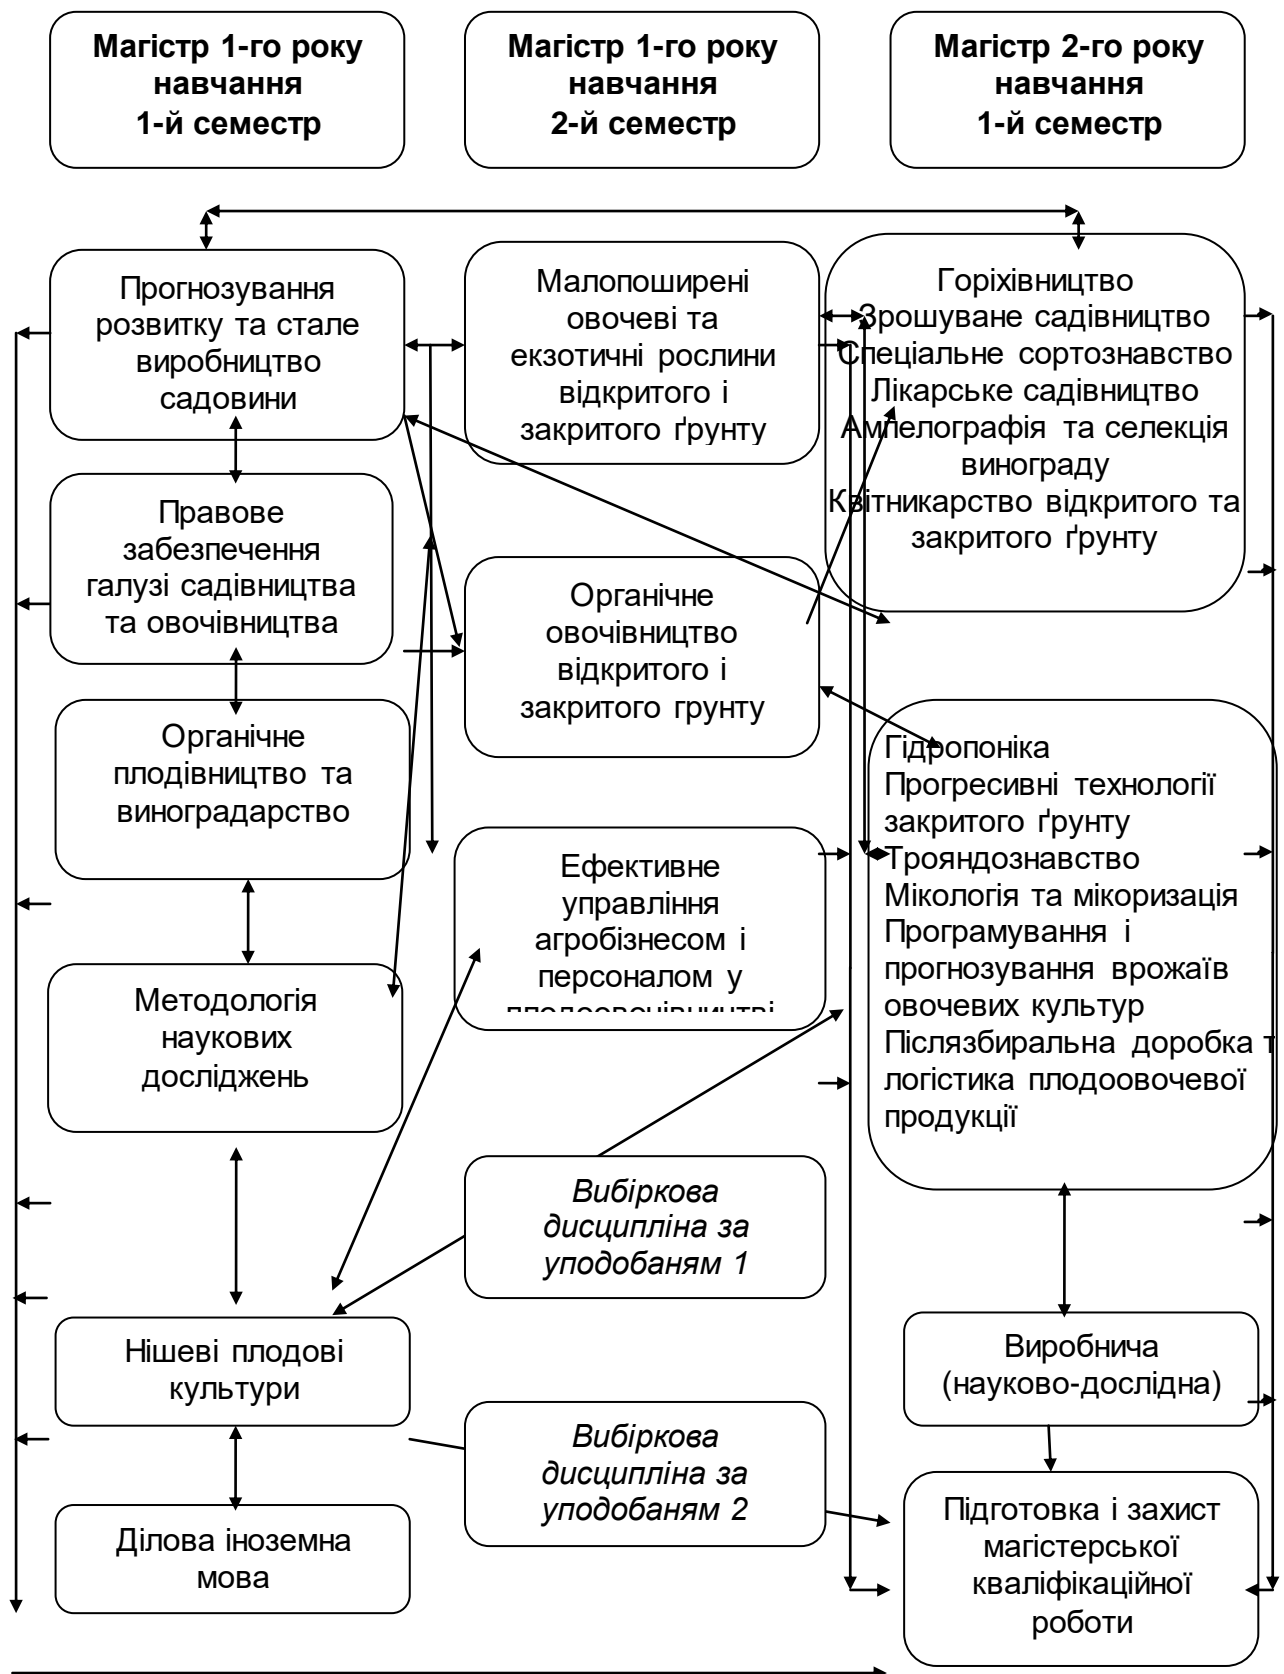 Магістр 1-го року
навчання
1-й семестр
Магістр 1-го року
навчання
2-й семестр
Магістр 2-го року
навчання
1-й семестр
Прогнозування
розвитку та стале
виробництво
садовини
Правове
забезпечення
галузі садівництва
та овочівництва
Органічне
плодівництво та
виноградарство
Методологія
наукових
досліджень
Нішеві плодові
культури
Ділова іноземна
мова
Малопоширені
овочеві та
екзотичні рослини
відкритого і
закритого ґрунту
Органічне
овочівництво
відкритого і
закритого грунту
Ефективне
управління
агробізнесом і
персоналом у
плодоовочівництві
Вибіркова
дисципліна за
уподобаням 1
Вибіркова
дисципліна за
уподобаням 2
Горіхівництво
Зрошуване садівництво
Спеціальне сортознавство
Лікарське садівництво
Ампелографія та селекція
винограду
Квітникарство відкритого та
закритого ґрунту
Гідропоніка
Прогресивні технології
закритого ґрунту
Трояндознавство
Мікологія та мікоризація
Програмування і
прогнозування врожаїв
овочевих культур
Післязбиральна доробка т
логістика плодоовочевої
продукції
Виробнича
(науково-дослідна)
Підготовка і захист
магістерської
кваліфікаційної
роботи